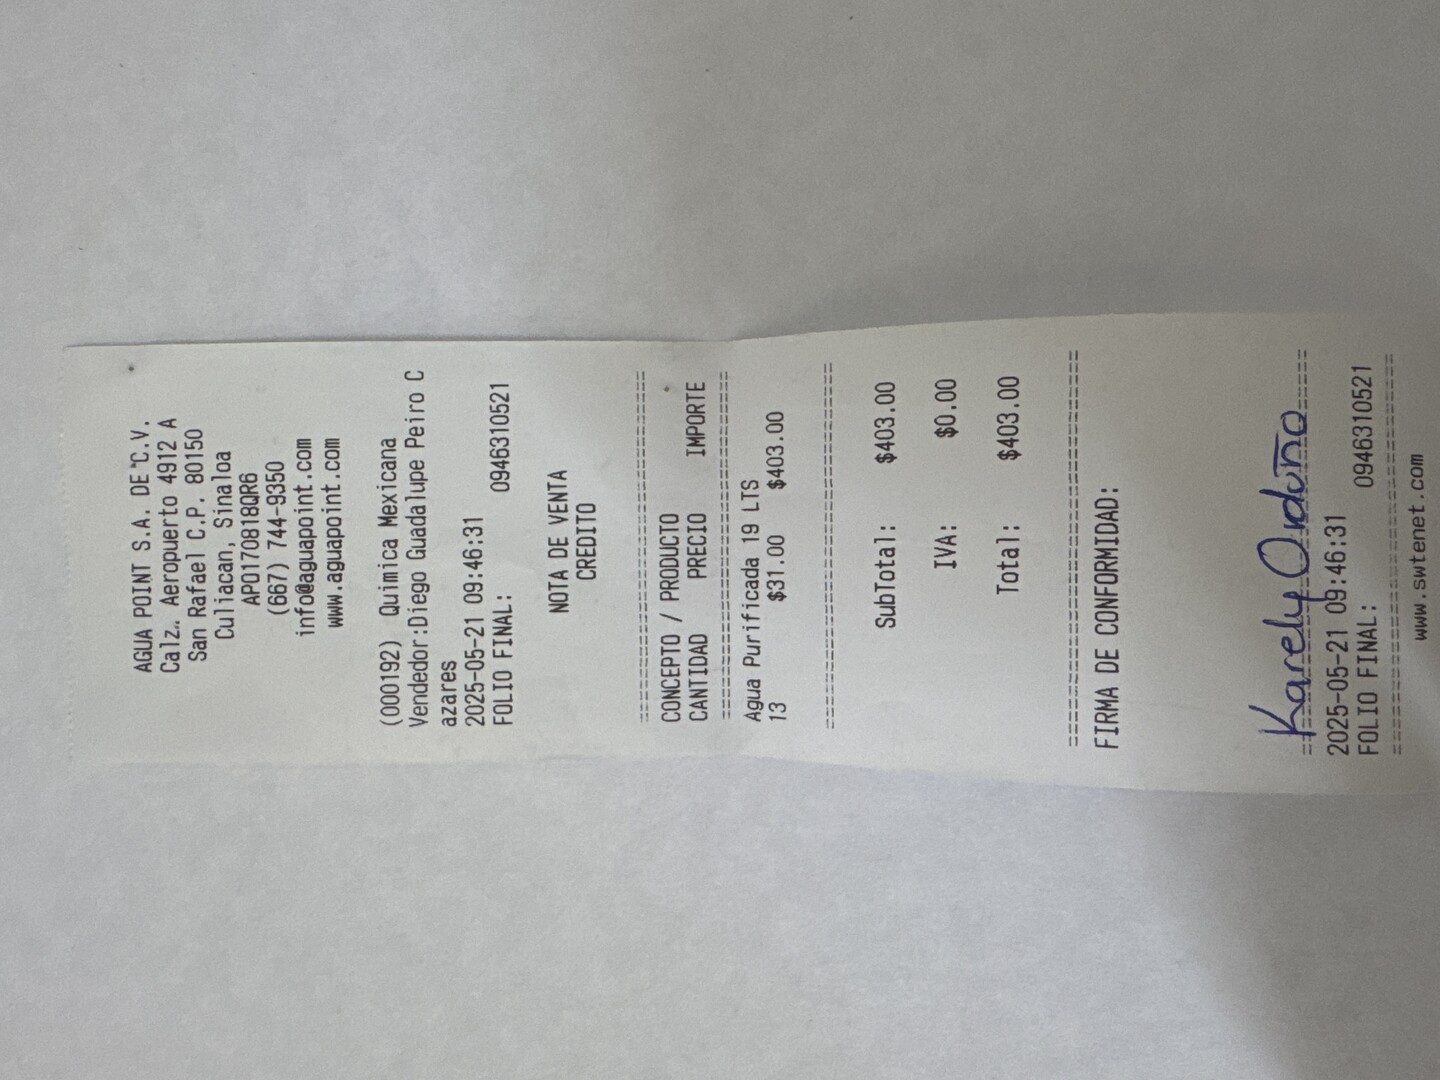 AGUA POINT S.A. DE C.V.
Calz.. Aeropuerto 4912 A
San Rafael C.P. 80150
Culiacan, Sinaloa
APO170818QR6
(667) 744-9350
info@aguapoint.com
www.aguapoint.com
(000192) Quimica Mexicana
Vendedor:Diego Guadalupe Peiro C
azares
2025-05-21 09:46:31
FOLIO FINAL: 0946310521
NOTA DE VENTA
CREDITO
================================
CONCEPTO / PRODUCTO
CANTIDAD PRECIO IMPORTE
================================
Agua Purificada 19 LTS
13 $31.00 $403.00
--------------------------------
SubTotal: $403.00
IVA: $0.00
Total: $403.00
================================
FIRMA DE CONFORMIDAD:
Karely Orduño
================================
2025-05-21 09:46:31
FOLIO FINAL: 0946310521
================================
www.swtenet.com